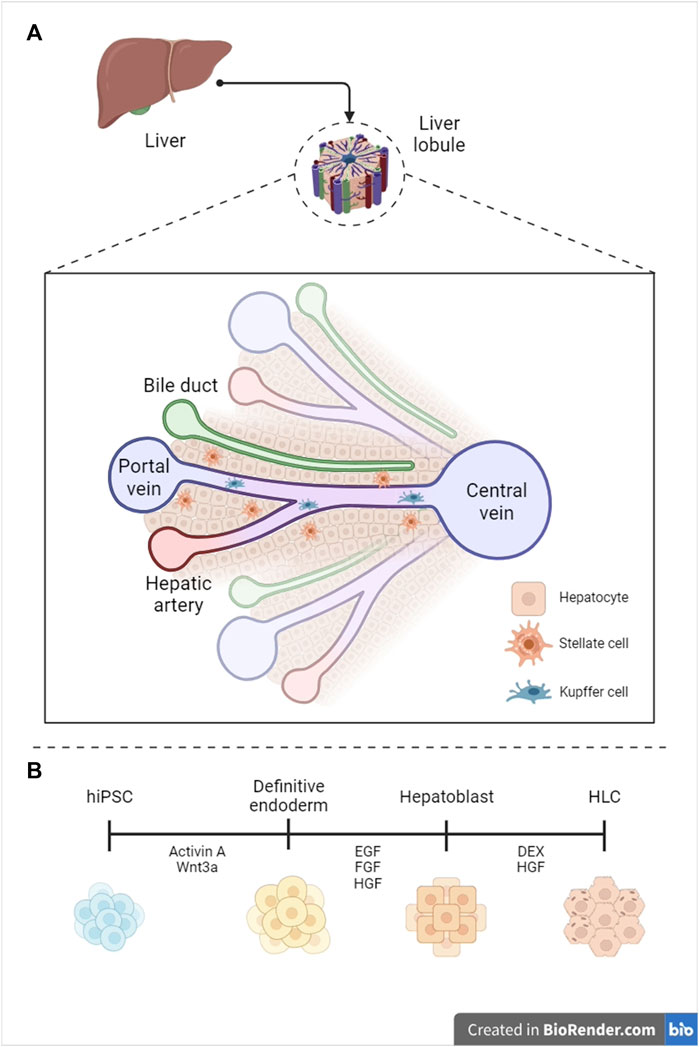 A
Liver
Liver
lobule
Bile duct
Portal
vein
Central
vein
Hepatic
artery
Hepatocyte
Stellate cell
Kupffer cell
B
hiPSC
Definitive
endoderm
Hepatoblast
HLC
Activin A
Wnt3a
EGF
FGF
HGF
DEX
HGF
Created in BioRender.com bio